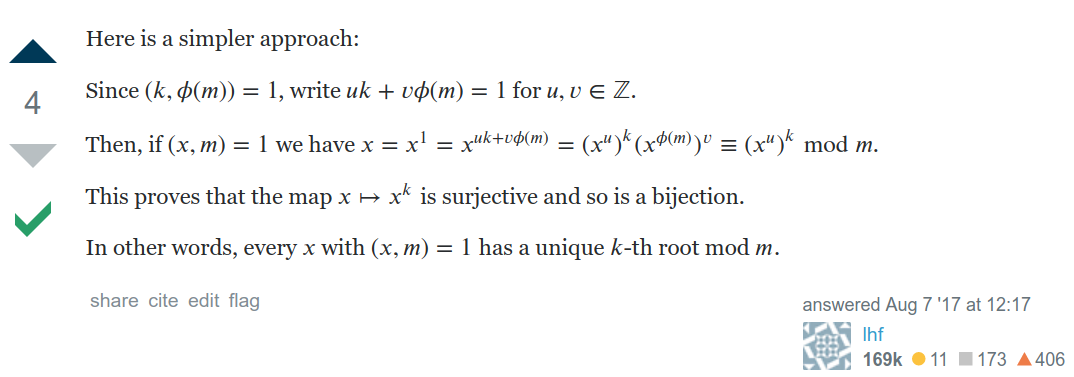 Here is a simpler approach:
4
Since (k, ϕ(m)) = 1, write uk + vϕ(m) = 1 for u, v ∈ ℤ.
Then, if (x, m) = 1 we have x = x¹ = x^{uk+vϕ(m)} = (x^u)^k (x^{ϕ(m)})^v ≡ (x^u)^k mod m.
This proves that the map x ↦ x^k is surjective and so is a bijection.
In other words, every x with (x, m) = 1 has a unique k-th root mod m.
share cite edit flag
answered Aug 7 '17 at 12:17
lhf
169k 11 173 406